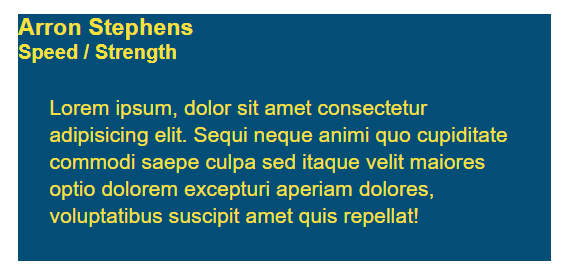 Arron Stephens
Speed / Strength
Lorem ipsum, dolor sit amet consectetur
adipisicing elit. Sequi neque animi quo cupiditate
commodi saepe culpa sed itaque velit maiores
optio dolorem excepturi aperiam dolores,
voluptatibus suscipit amet quis repellat!